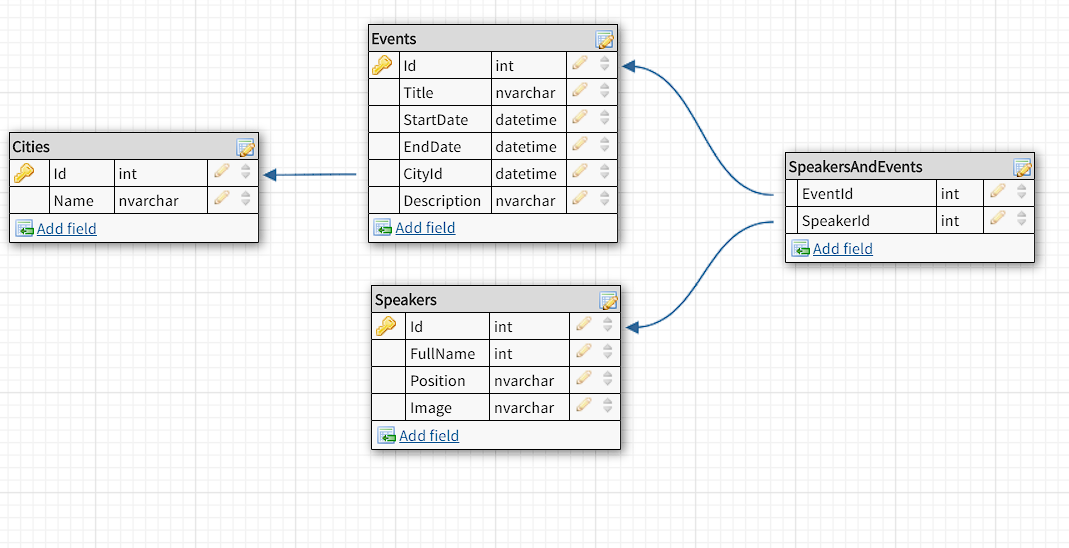 Events
Id int
Title nvarchar
StartDate datetime
EndDate datetime
CityId datetime
Description nvarchar
Add field
Cities
Id int
Name nvarchar
Add field
SpeakersAndEvents
EventId int
SpeakerId int
Add field
Speakers
Id int
FullName int
Position nvarchar
Image nvarchar
Add field